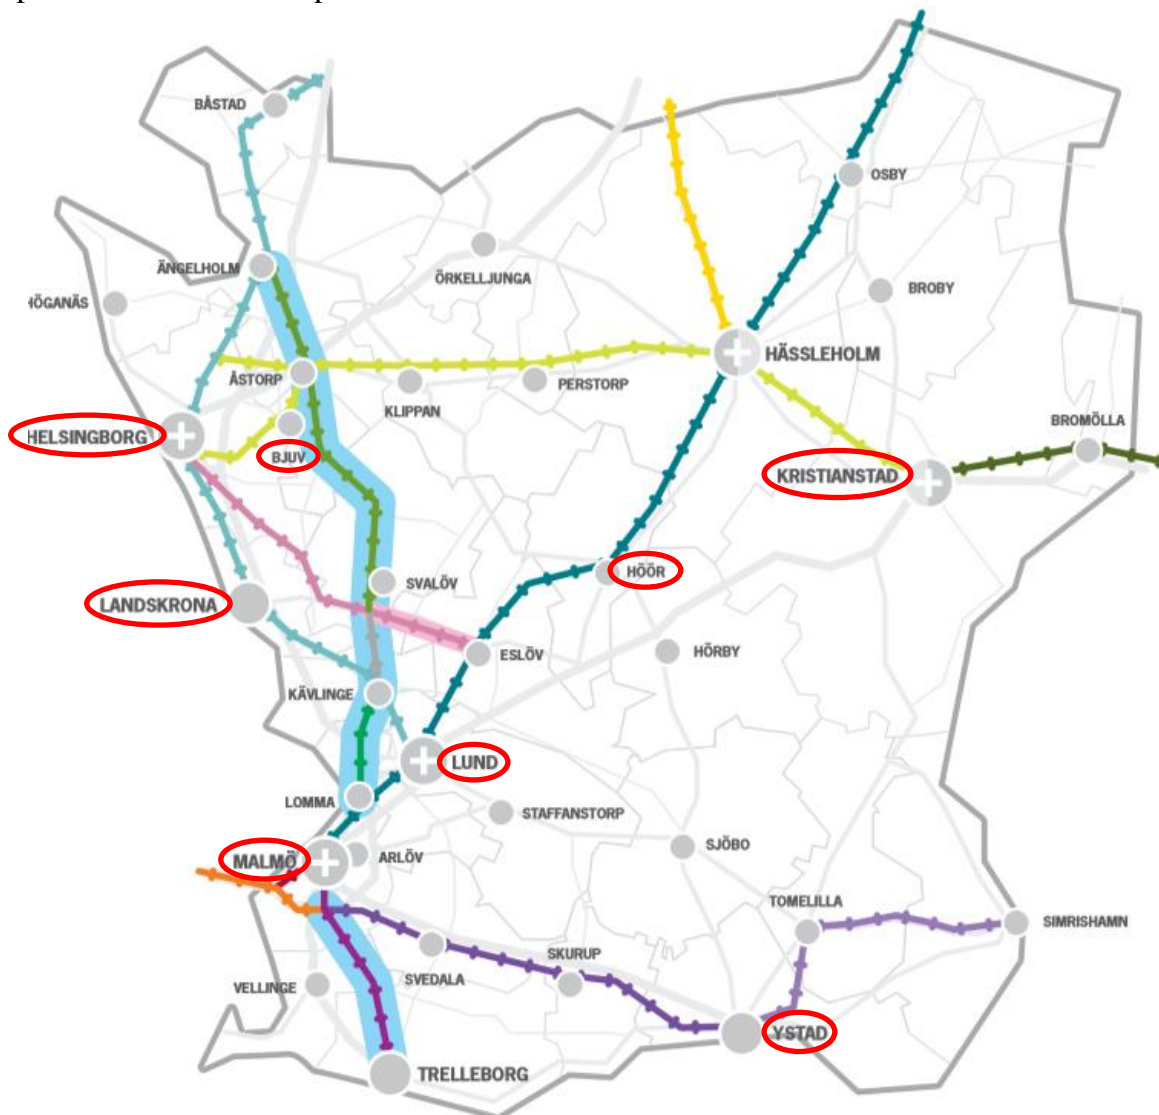 BÅSTAD
OSBY
ÄNGELHOLM
ÖRKELLJUNGA
HÖGANÄS
BROBY
HÄSSLEHOLM
ÅSTORP
KLIPPAN
PERSTORP
BROMÖLLA
HELSINGBORG
BJUV
KRISTIANSTAD
HÖÖR
SVALÖV
LANDSKRONA
ESLÖV
HÖRBY
KÄVLINGE
LUND
LOMMA
STAFFANSTORP
SJÖBO
MALMÖ
ARLÖV
TOMELILLA
SIMRISHAMN
SKURUP
SVEDALA
VELLINGE
YSTAD
TRELLEBORG